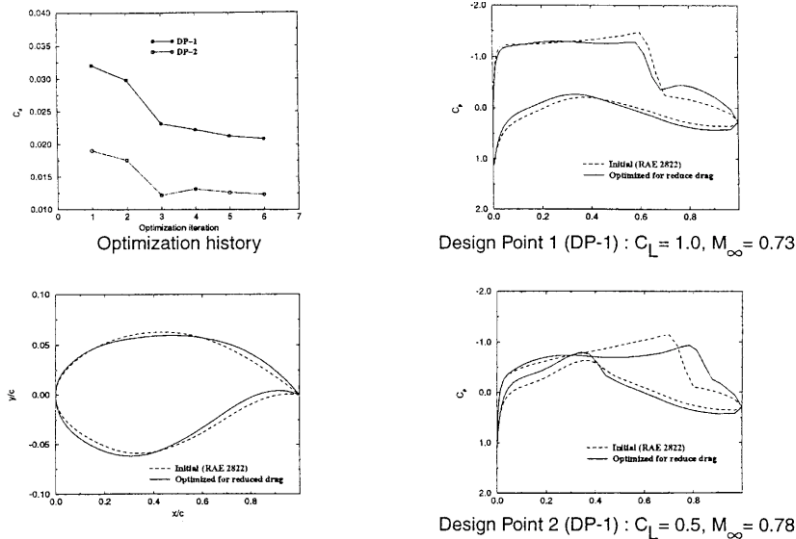 0.040
0.035
0.030
0.025
0.020
0.015
0.010
C
DP-1
DP-2
0 1 2 3 4 5 6 7
Optimization iteration
Optimization history
-2.0
-1.0
0.0
1.0
2.0
Cp
Initial (RAE 2822)
Optimized for reduce drag
0.0 0.2 0.4 0.6 0.8
Design Point 1 (DP-1) : CL= 1.0, M∞= 0.73
0.10
0.05
0.00
-0.05
-0.10
y/c
Initial (RAE 2822)
Optimized for reduced drag
0.0 0.2 0.4 0.6 0.8
x/c
-2.0
-1.0
0.0
1.0
2.0
Cp
Initial (RAE 2822)
Optimized for reduce drag
0.0 0.2 0.4 0.6 0.8
Design Point 2 (DP-1) : CL= 0.5, M∞= 0.78